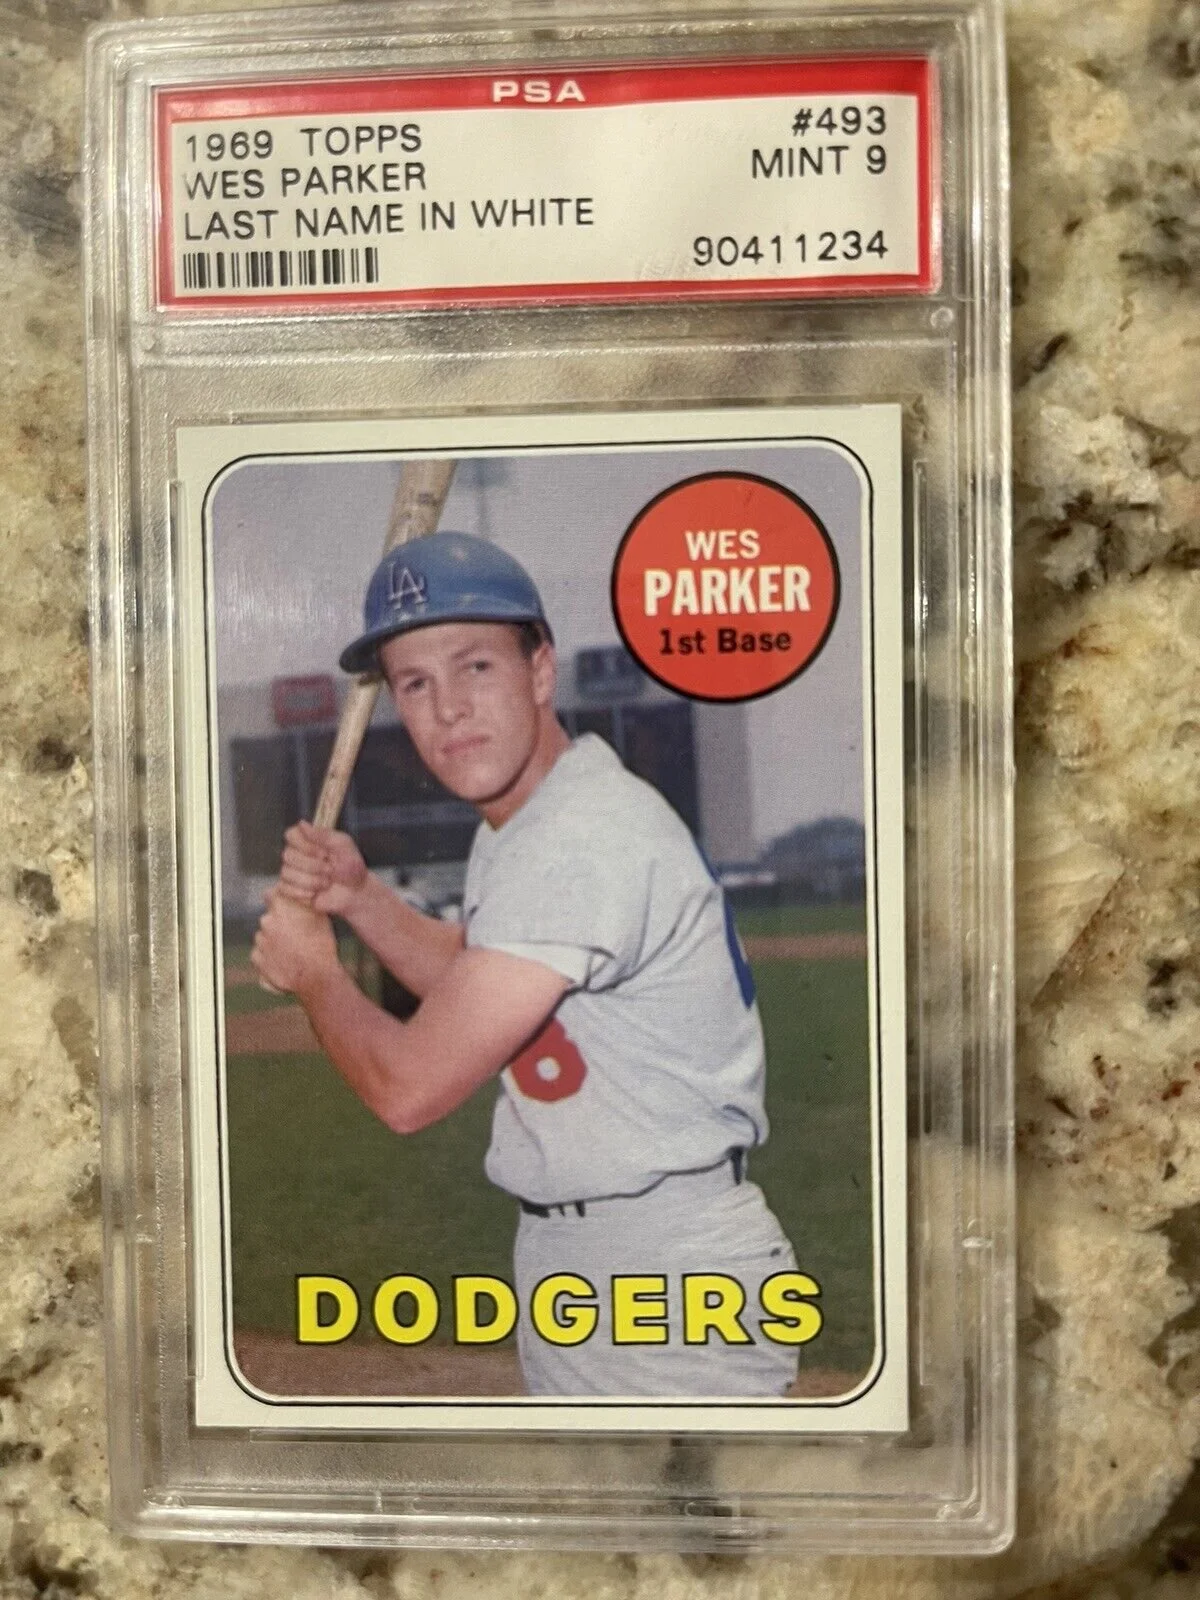 PSA
1969 TOPPS #493
WES PARKER MINT 9
LAST NAME IN WHITE
90411234
WES
PARKER
1st Base
LA
8
DODGERS